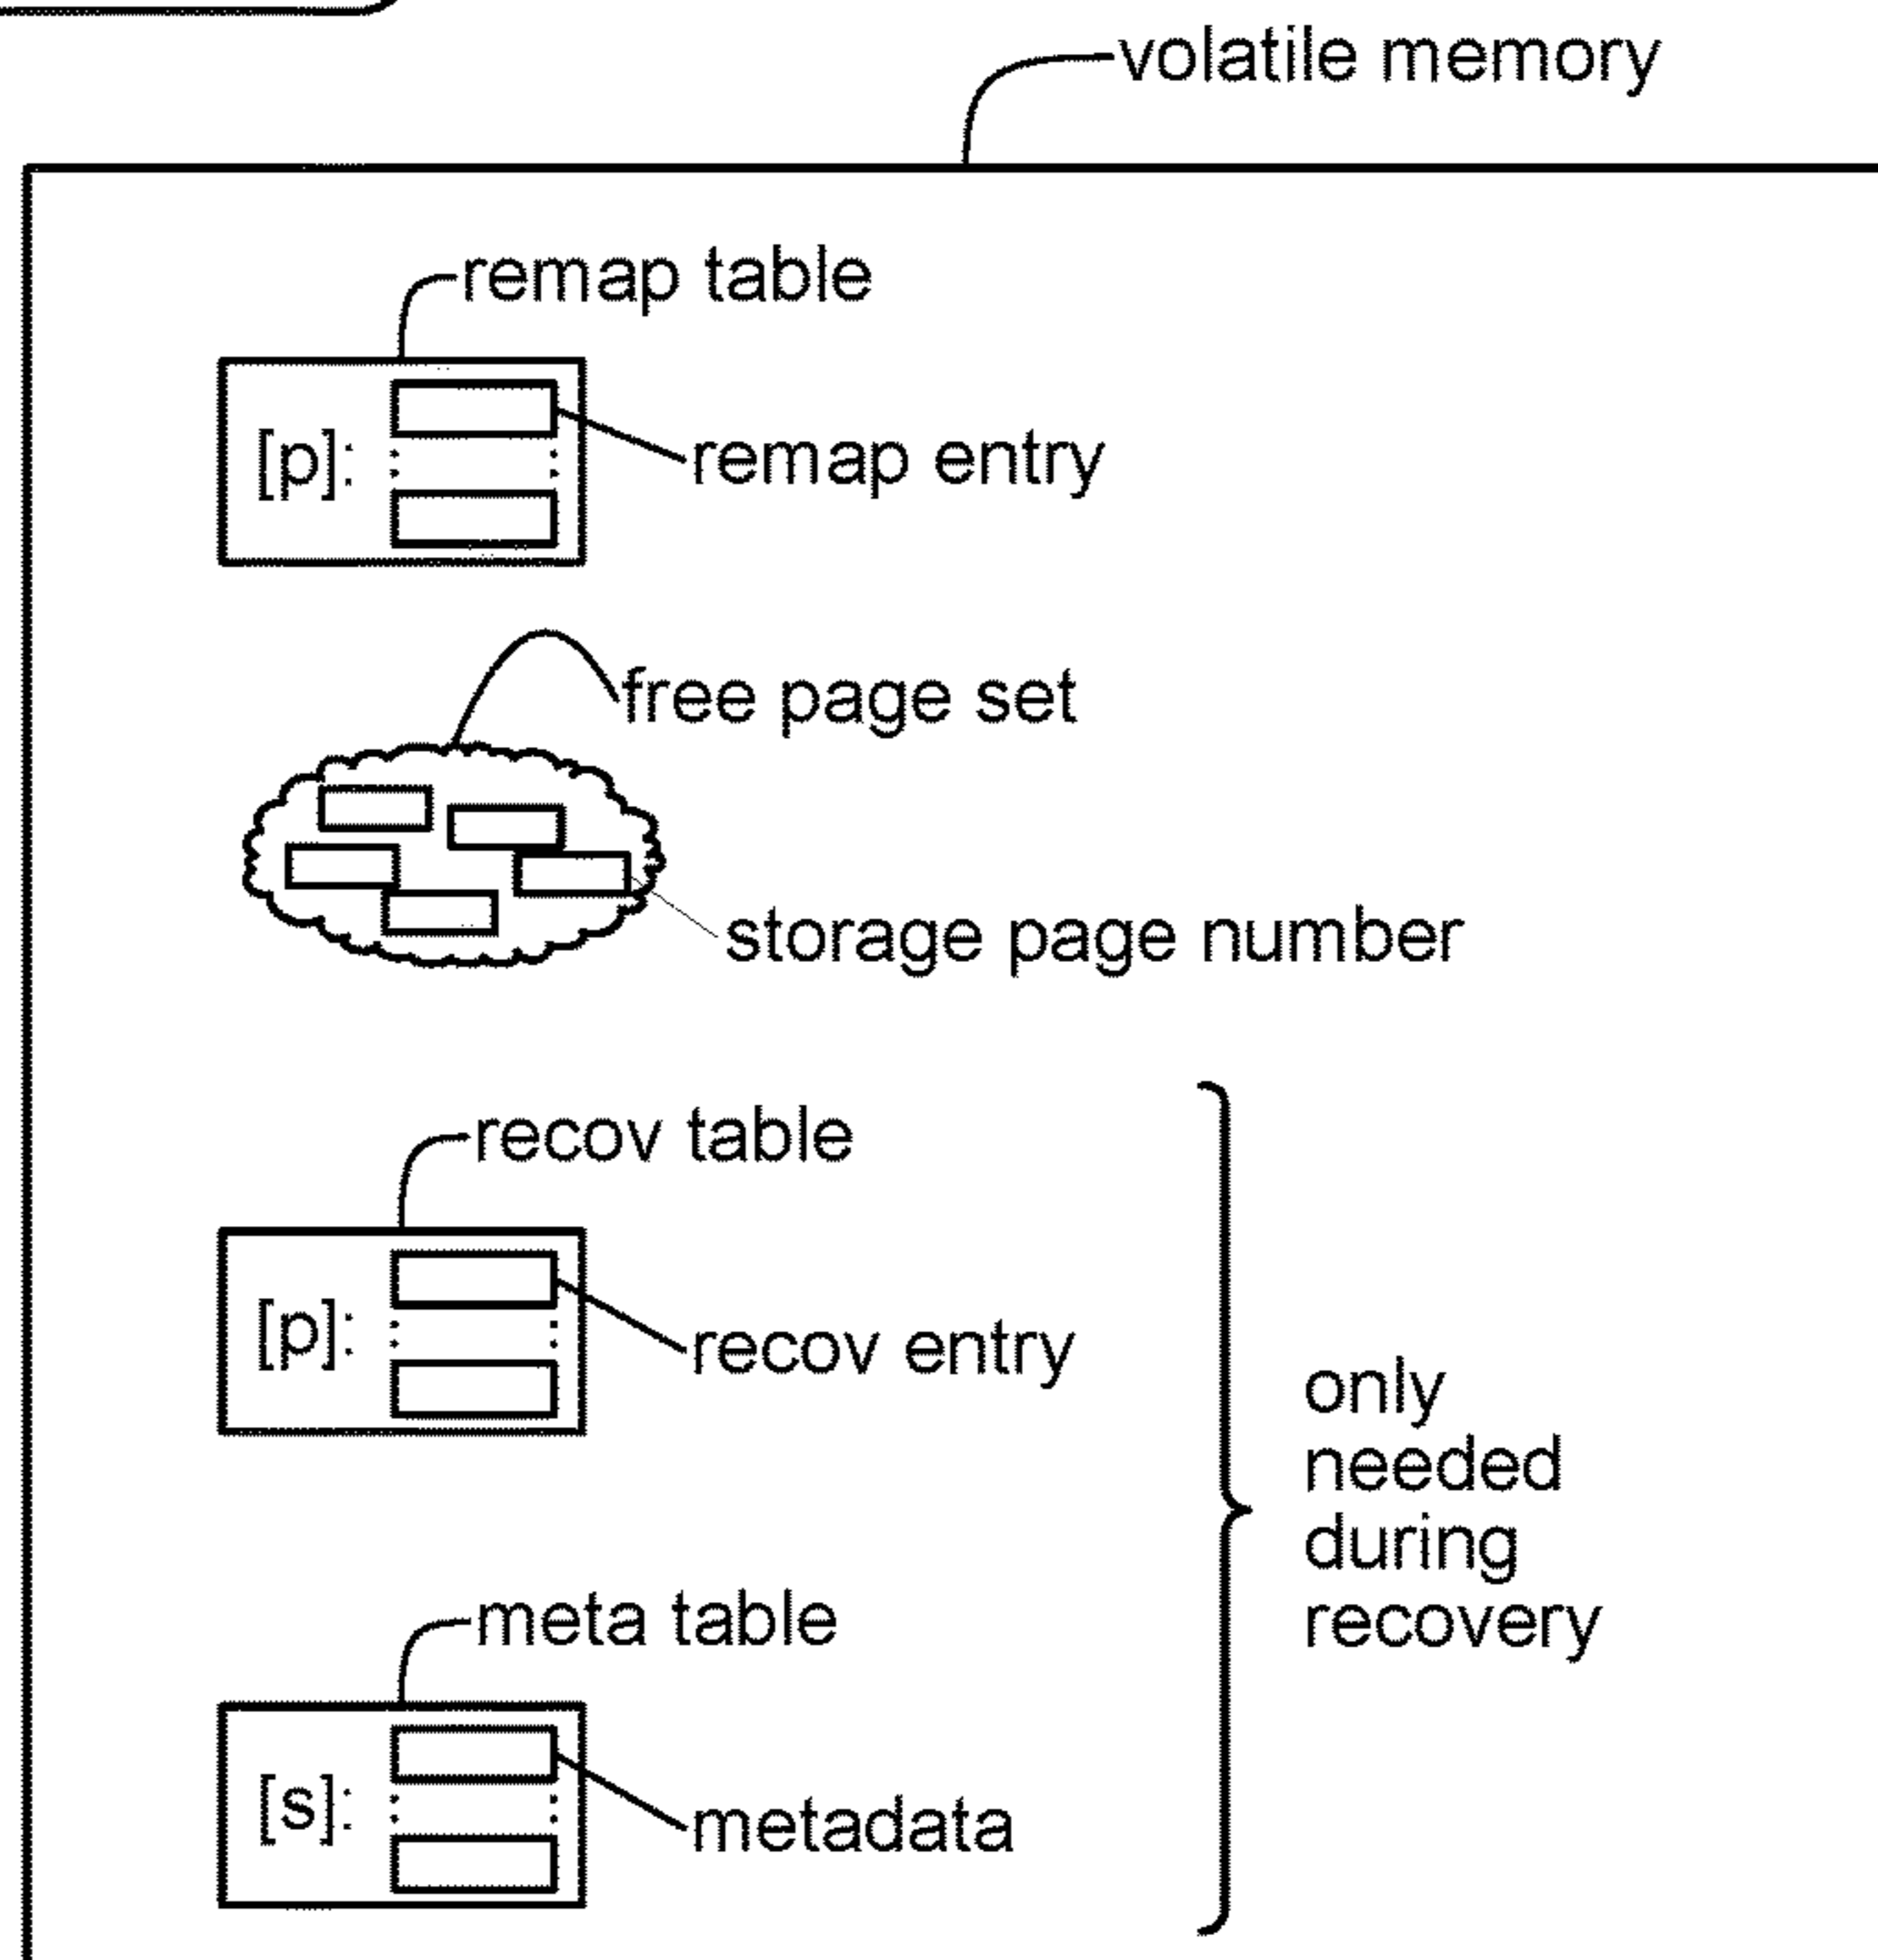 volatile memory
remap table
[p]:
remap entry
free page set
storage page number
recov table
[p]:
recov entry
only
needed
during
recovery
meta table
[s]:
metadata